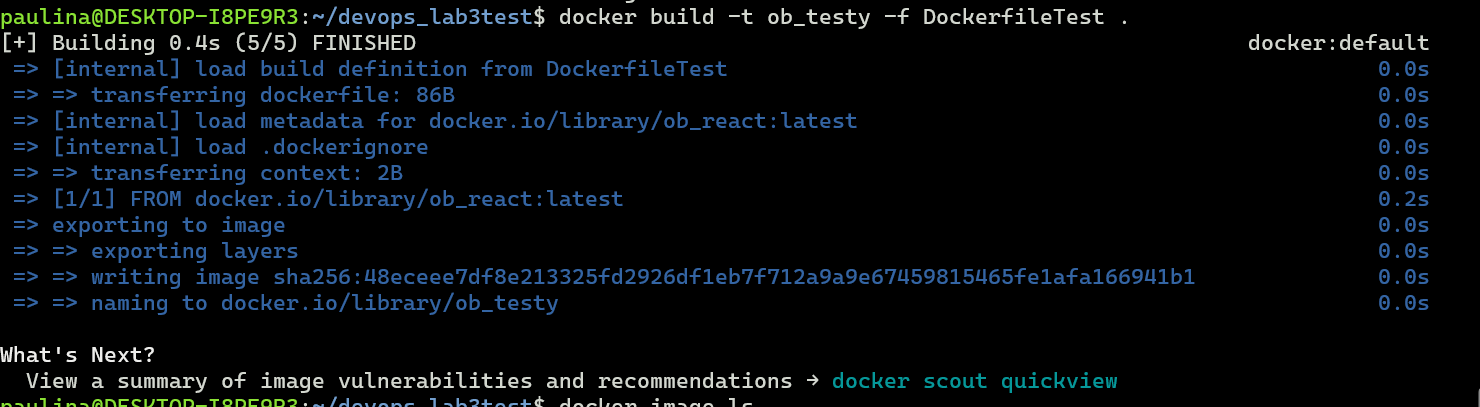 paulina@DESKTOP-I8PE9R3:~/devops_lab3test$ docker build -t ob_testy -f DockerfileTest .
[+] Building 0.4s (5/5) FINISHED docker:default
=> [internal] load build definition from DockerfileTest 0.0s
=> => transferring dockerfile: 86B 0.0s
=> [internal] load metadata for docker.io/library/ob_react:latest 0.0s
=> [internal] load .dockerignore 0.0s
=> => transferring context: 2B 0.0s
=> [1/1] FROM docker.io/library/ob_react:latest 0.2s
=> exporting to image 0.0s
=> => exporting layers 0.0s
=> => writing image sha256:48eceee7df8e213325fd2926df1eb7f712a9a9e67459815465fe1afa166941b1 0.0s
=> => naming to docker.io/library/ob_testy 0.0s
What's Next?
View a summary of image vulnerabilities and recommendations → docker scout quickview
paulina@DESKTOP-I8PE9R3:~/devops_lab3test$ docker image ls